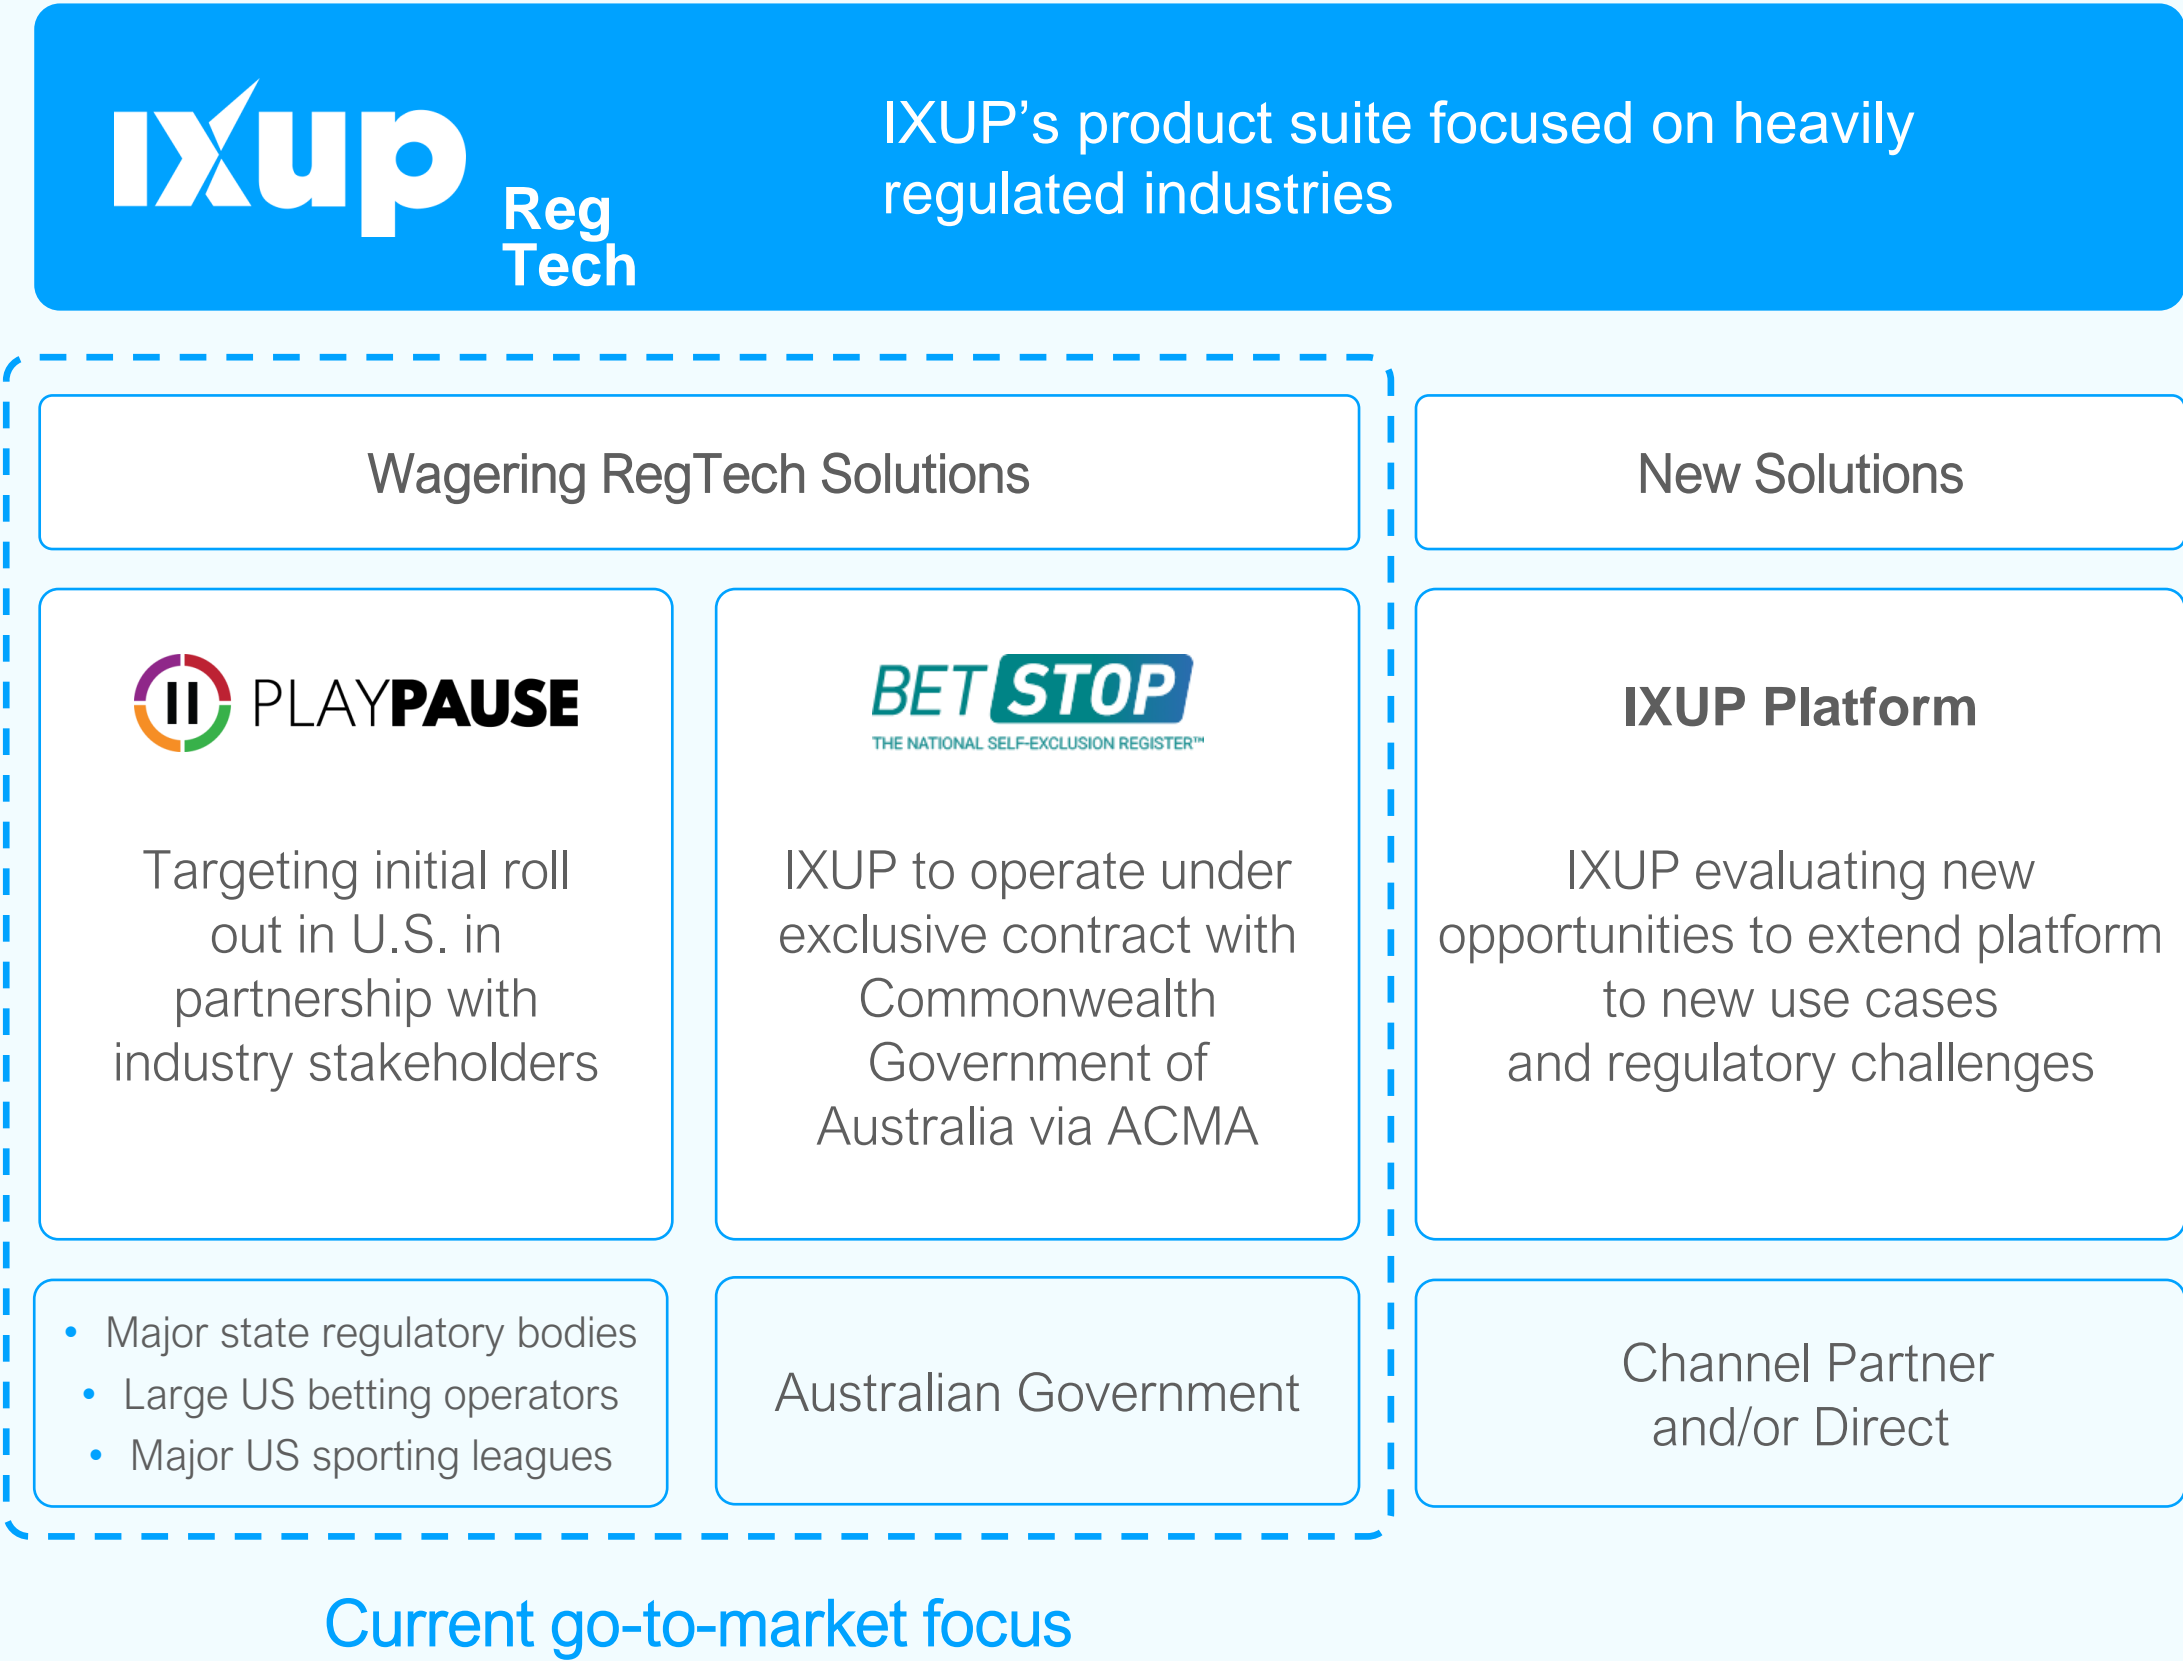 ıxup
Reg
Tech
IXUP’s product suite focused on heavily
regulated industries
Wagering RegTech Solutions
New Solutions
PLAYPAUSE
Targeting initial roll
out in U.S. in
partnership with
industry stakeholders
BET STOP
THE NATIONAL SELF-EXCLUSION REGISTER™
IXUP to operate under
exclusive contract with
Commonwealth
Government of
Australia via ACMA
IXUP Platform
IXUP evaluating new
opportunities to extend platform
to new use cases
and regulatory challenges
• Major state regulatory bodies
• Large US betting operators
• Major US sporting leagues
Australian Government
Channel Partner
and/or Direct
Current go-to-market focus